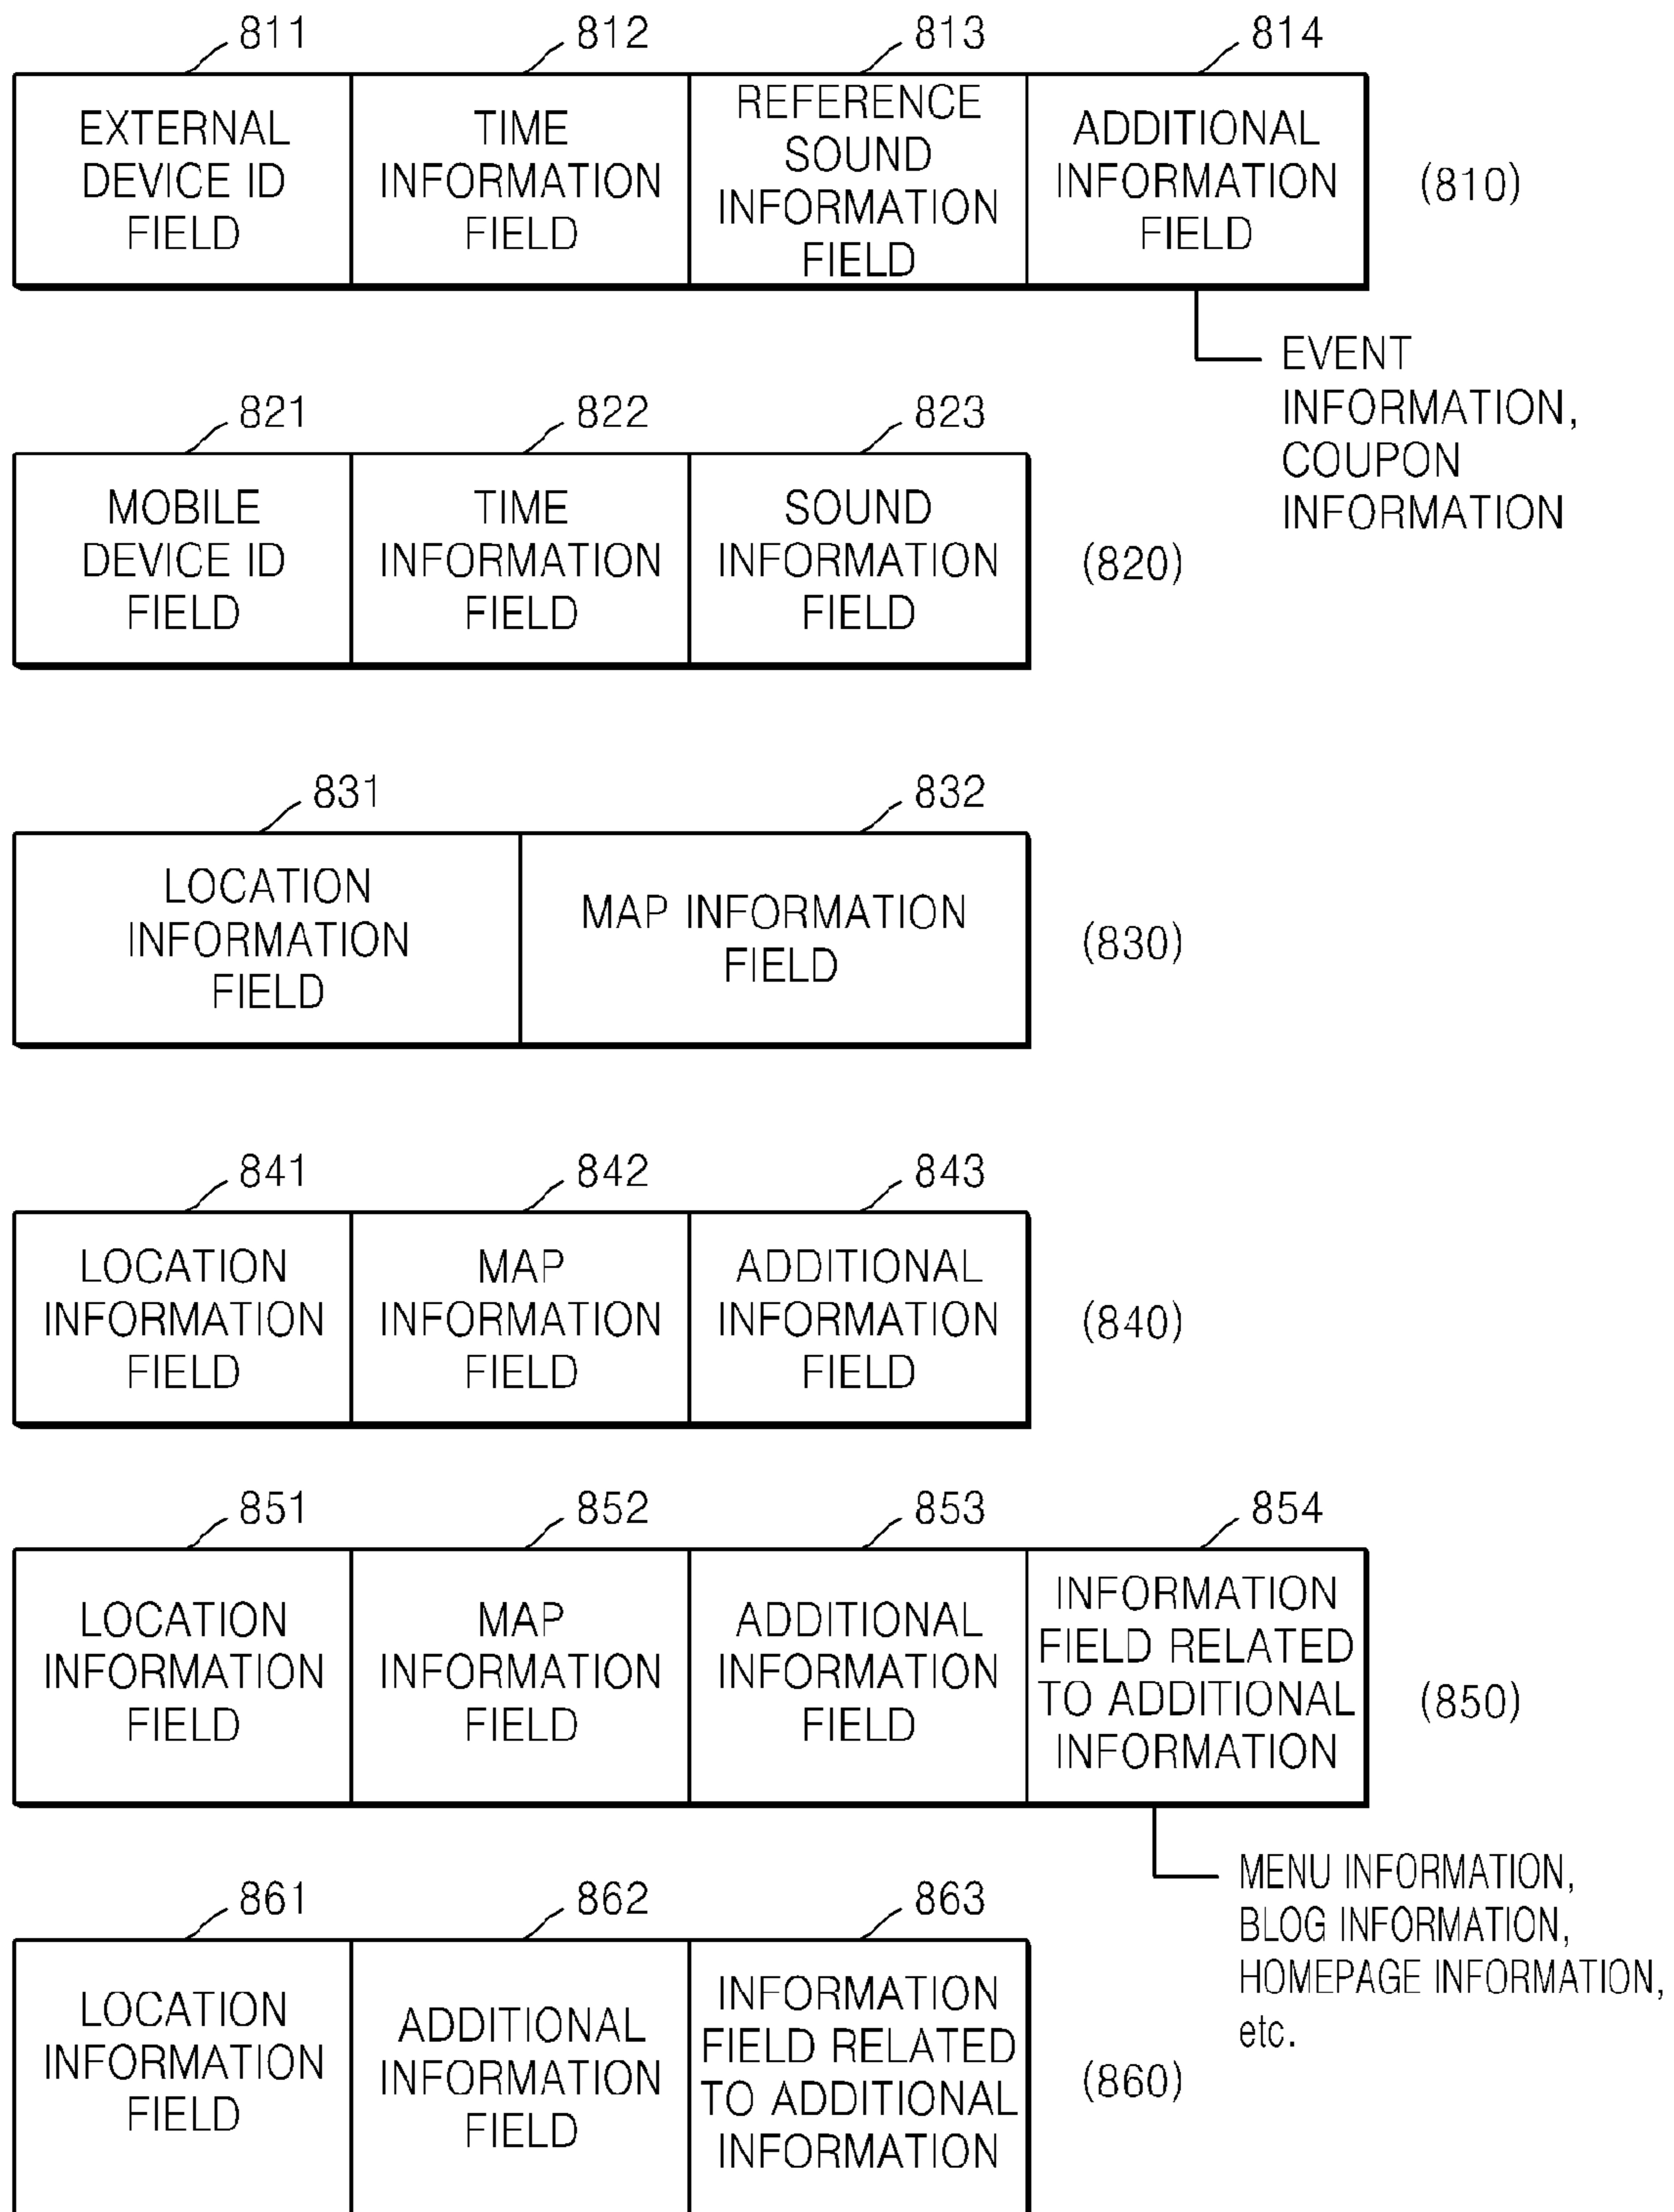 811
812
813
814
EXTERNAL
DEVICE ID
FIELD
TIME
INFORMATION
FIELD
REFERENCE
SOUND
INFORMATION
FIELD
ADDITIONAL
INFORMATION
FIELD
(810)
EVENT
INFORMATION,
COUPON
INFORMATION
821
822
823
MOBILE
DEVICE ID
FIELD
TIME
INFORMATION
FIELD
SOUND
INFORMATION
FIELD
(820)
831
832
LOCATION
INFORMATION
FIELD
MAP INFORMATION
FIELD
(830)
841
842
843
LOCATION
INFORMATION
FIELD
MAP
INFORMATION
FIELD
ADDITIONAL
INFORMATION
FIELD
(840)
851
852
853
854
LOCATION
INFORMATION
FIELD
MAP
INFORMATION
FIELD
ADDITIONAL
INFORMATION
FIELD
INFORMATION
FIELD RELATED
TO ADDITIONAL
INFORMATION
(850)
MENU INFORMATION,
BLOG INFORMATION,
HOMEPAGE INFORMATION,
etc.
861
862
863
LOCATION
INFORMATION
FIELD
ADDITIONAL
INFORMATION
FIELD
INFORMATION
FIELD RELATED
TO ADDITIONAL
INFORMATION
(860)